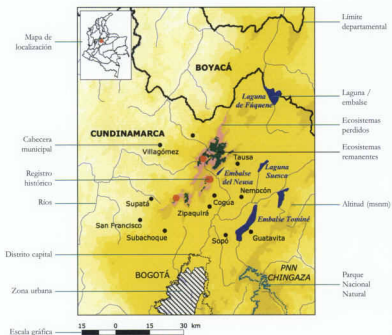 Mapa de
localización
Cabecera
municipal
Registro
histórico
Ríos
Distrito capital
Zona urbana
Escala gráfica
BOYACÁ
Laguna
de Fúquene
CUNDINAMARCA
Villagómez
Tausa
Embalse
del Neusa
Laguna
Suesca
Nemocón
Supatá
Cogua
Zipaquirá
San Francisco
Subachoque
Embalse Tominé
Sopó
Guatavita
BOGOTÁ
PNN
CHINGAZA
15 0 15 30 km
Límite
departamental
Laguna /
embalse
Ecosistemas
perdidos
Ecosistemas
remanentes
Altitud (msnm)
Parque
Nacional
Natural